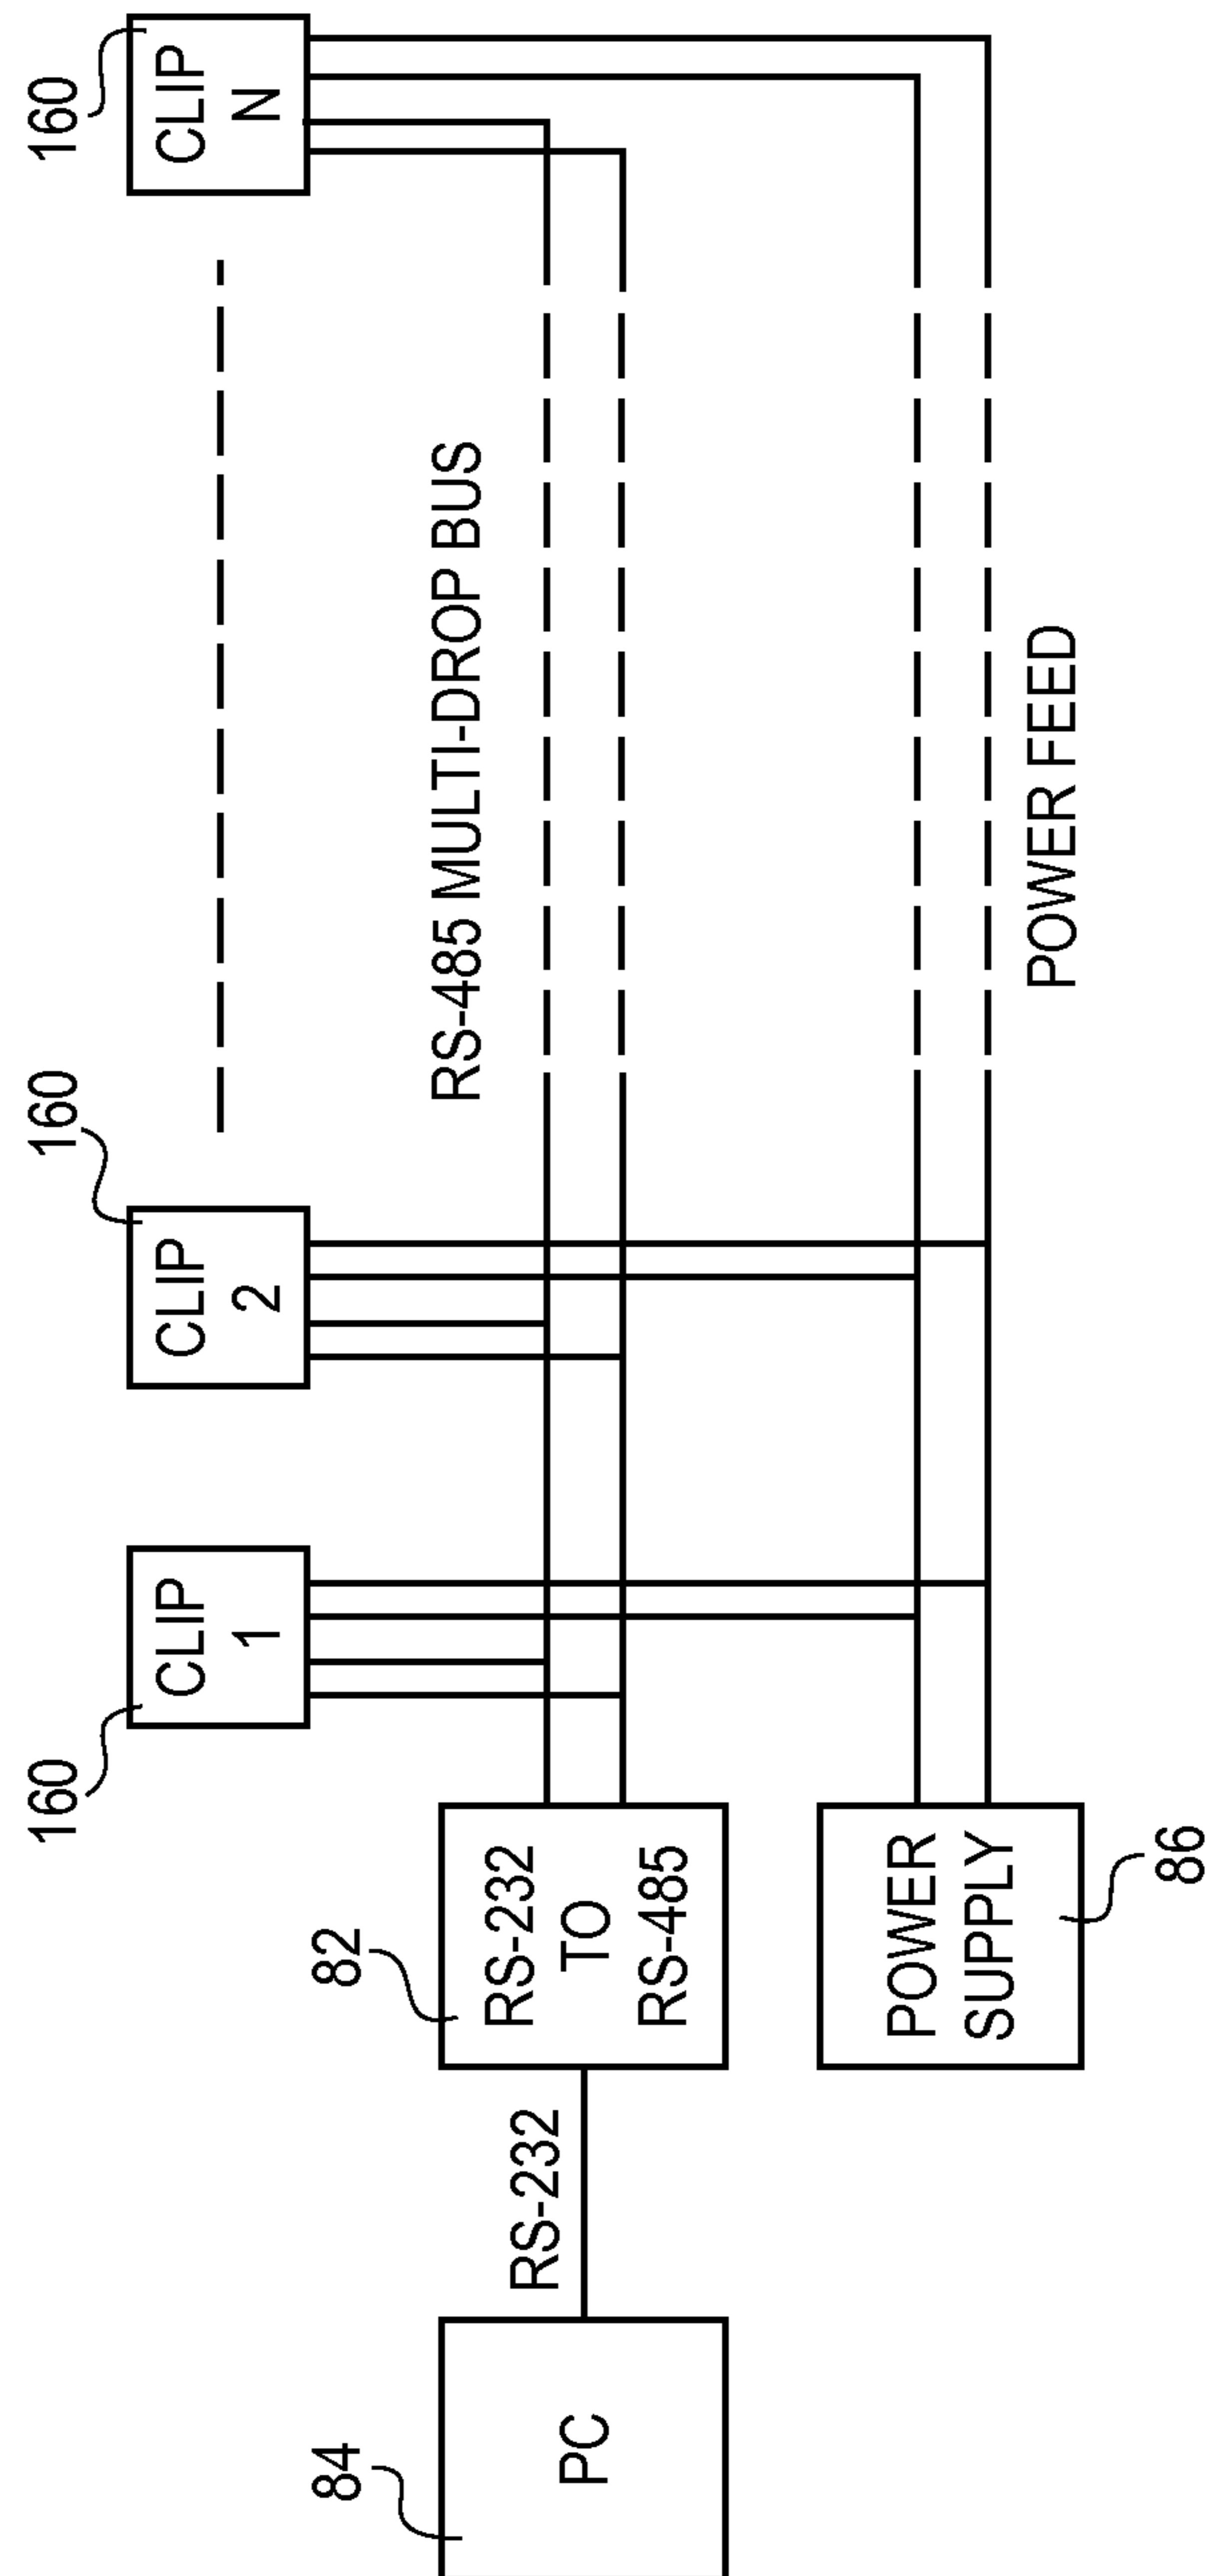 160
160
160
CLIP
1
CLIP
2
CLIP
N
RS-485 MULTI-DROP BUS
84
82
PC
RS-232
RS-232
TO
RS-485
POWER
SUPPLY
POWER FEED
86